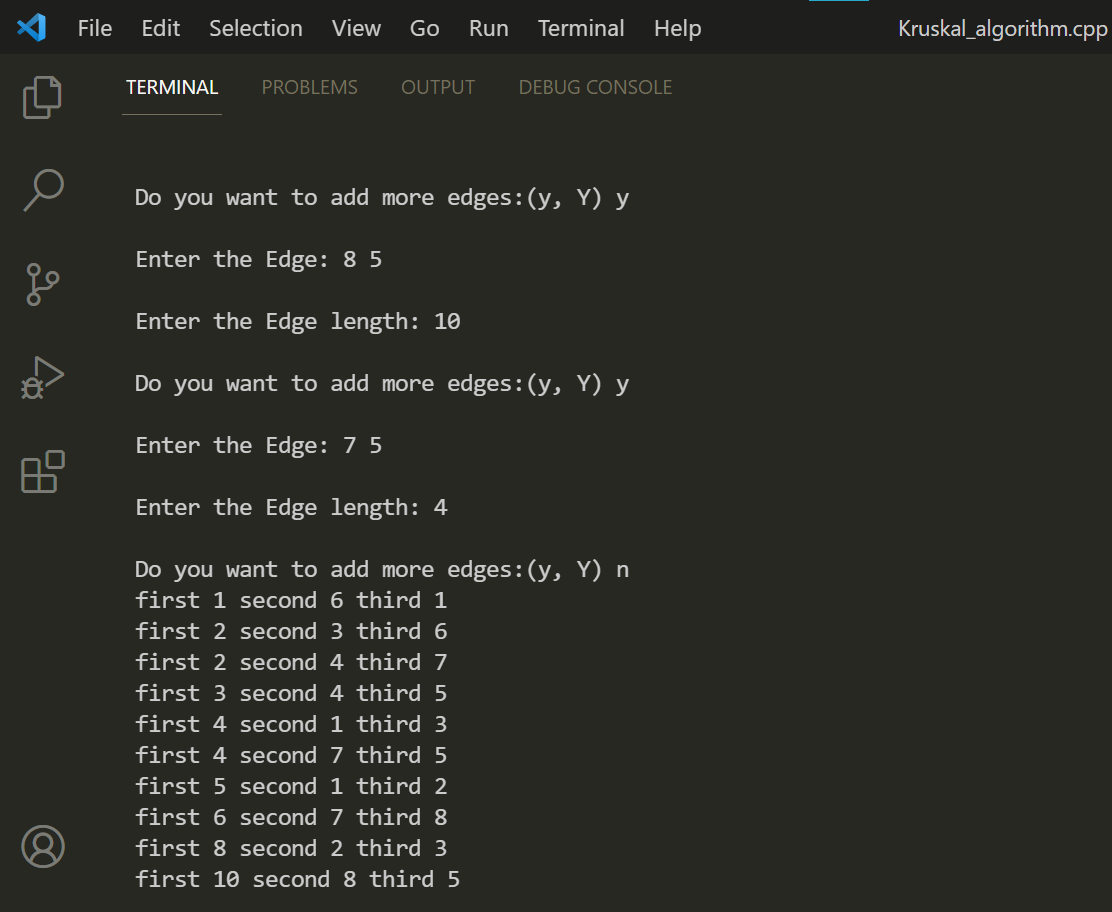 File Edit Selection View Go Run Terminal Help Kruskal_algorithm.cpp
TERMINAL PROBLEMS OUTPUT DEBUG CONSOLE
Do you want to add more edges:(y, Y) y
Enter the Edge: 8 5
Enter the Edge length: 10
Do you want to add more edges:(y, Y) y
Enter the Edge: 7 5
Enter the Edge length: 4
Do you want to add more edges:(y, Y) n
first 1 second 6 third 1
first 2 second 3 third 6
first 2 second 4 third 7
first 3 second 4 third 5
first 4 second 1 third 3
first 4 second 7 third 5
first 5 second 1 third 2
first 6 second 7 third 8
first 8 second 2 third 3
first 10 second 8 third 5